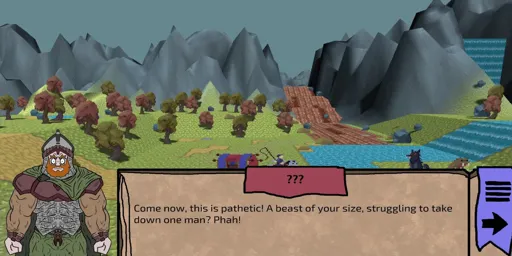 ???
Come now, this is pathetic! A beast of your size, struggling to take
down one man? Phah!